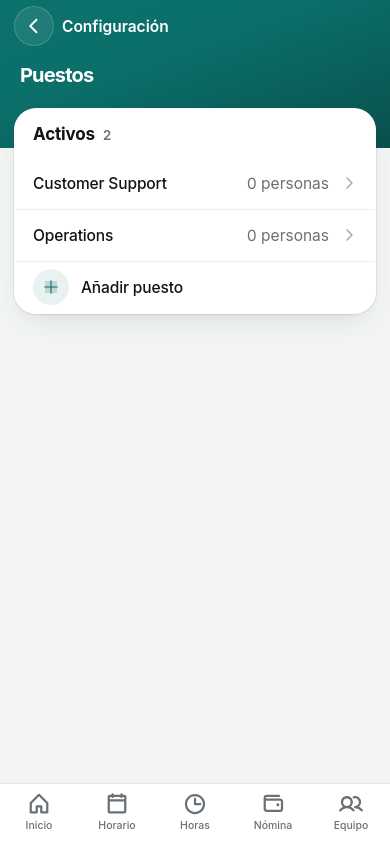 Configuración
Puestos
Activos 2
Customer Support 0 personas
Operations 0 personas
Añadir puesto
Inicio Horario Horas Nómina Equipo